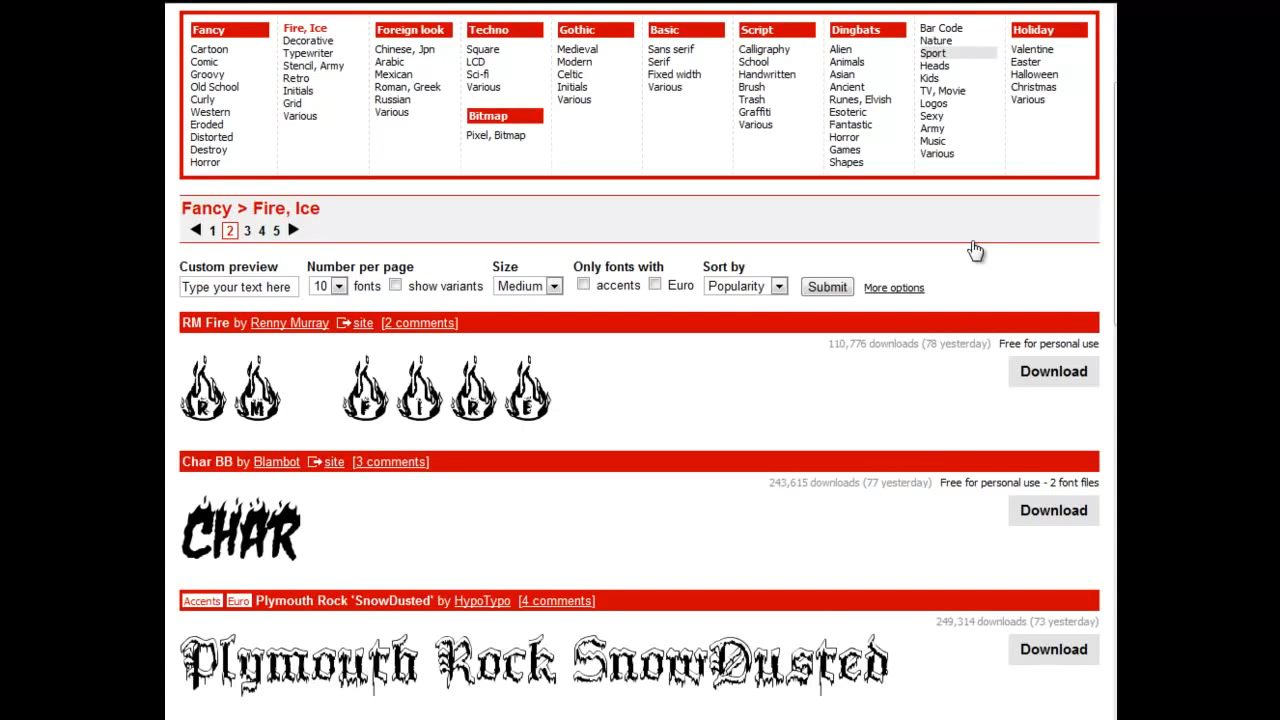 Fancy
Cartoon
Comic
Groovy
Old School
Curly
Western
Eroded
Distorted
Destroy
Horror
Fire, Ice
Decorative
Typewriter
Stencil, Army
Retro
Initials
Grid
Various
Foreign look
Chinese, Jpn
Arabic
Mexican
Roman, Greek
Russian
Various
Techno
Square
LCD
Sci-fi
Various
Bitmap
Pixel, Bitmap
Gothic
Medieval
Modern
Celtic
Initials
Various
Basic
Sans serif
Serif
Fixed width
Various
Script
Calligraphy
School
Handwritten
Brush
Trash
Graffiti
Various
Dingbats
Alien
Animals
Asian
Ancient
Runes, Elvish
Esoteric
Fantastic
Horror
Games
Shapes
Bar Code
Nature
Sport
Heads
Kids
TV, Movie
Logos
Sexy
Army
Music
Various
Holiday
Valentine
Easter
Halloween
Christmas
Various
Fancy > Fire, Ice
1 2 3 4 5
Custom preview Number per page Size Only fonts with Sort by
Type your text here 10 fonts show variants Medium accents Euro Popularity Submit More options
RM Fire by Renny Murray site [2 comments]
110,776 downloads (78 yesterday) Free for personal use
RM FIRE
Download
Char BB by Blambot site [3 comments]
243,615 downloads (77 yesterday) Free for personal use - 2 font files
CHAR
Download
Accents Euro Plymouth Rock 'SnowDusted' by HypoTypo [4 comments]
249,314 downloads (73 yesterday)
Plymouth Rock SnowDusted
Download